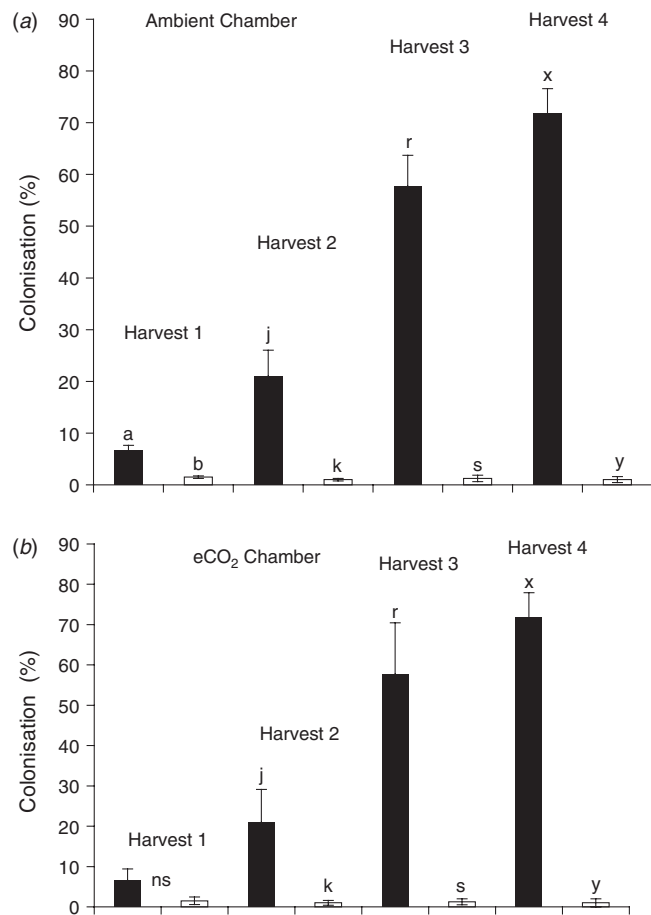 (a)
Ambient Chamber
Harvest 4
Harvest 3
Harvest 2
Harvest 1
Colonisation (%)
90
80
70
60
50
40
30
20
10
0
a
b
j
k
r
s
x
y
(b)
eCO₂ Chamber
Harvest 4
Harvest 3
Harvest 2
Harvest 1
Colonisation (%)
90
80
70
60
50
40
30
20
10
0
ns
j
k
r
s
x
y